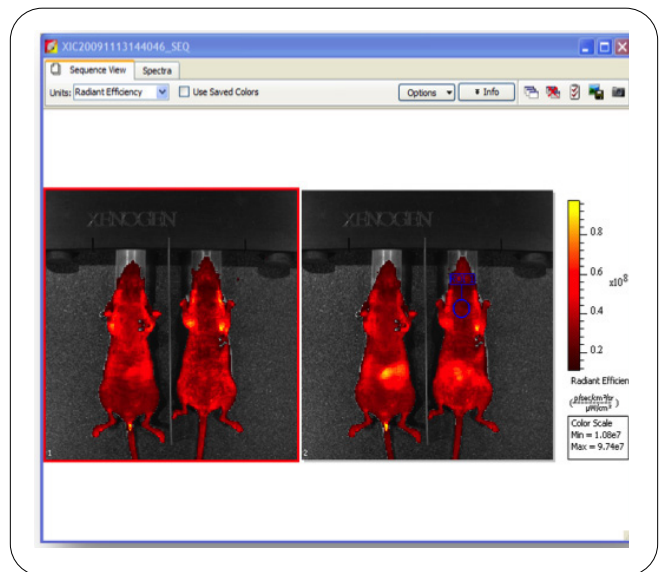 XIC20091113144046_SEQ
Sequence View Spectra
Units: Radiant Efficiency Use Saved Colors Options Info
XENOGEN XENOGEN
0.8
0.6
x10⁸
0.4
0.2
Radiant Efficien
Color Scale
Min = 1.08e7
Max = 9.74e7
1 2